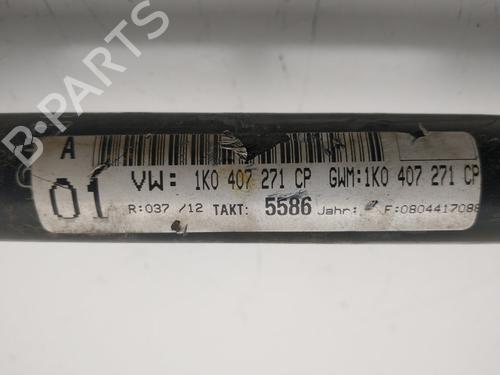 B-PARTS
A
01
VW: 1K0 407 271 CP GWM:1K0 407 271 CP
R:037 /12 TAKT: 5586 Jahr: F:0804417088